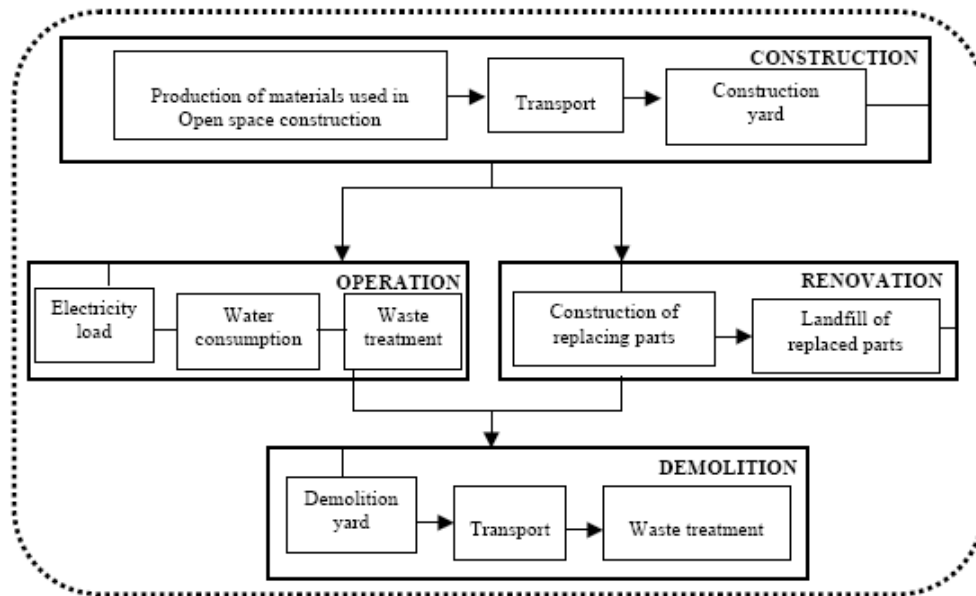 CONSTRUCTION
Production of materials used in
Open space construction
Transport
Construction
yard
OPERATION
Electricity
load
Water
consumption
Waste
treatment
RENOVATION
Construction of
replacing parts
Landfill of
replaced parts
DEMOLITION
Demolition
yard
Transport
Waste treatment